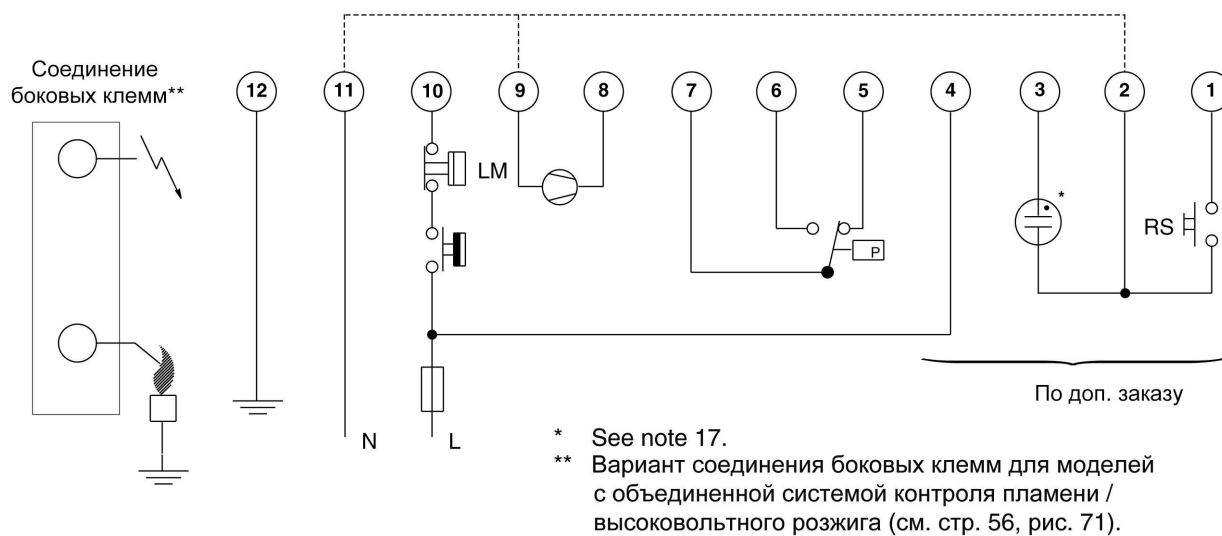 Соединение
боковых клемм**
12 11 10 9 8 7 6 5 4 3 2 1
LM
*
RS
P
По доп. заказу
N L
* See note 17.
** Вариант соединения боковых клемм для моделей
с объединенной системой контроля пламени /
высоковольтного розжига (см. стр. 56, рис. 71).